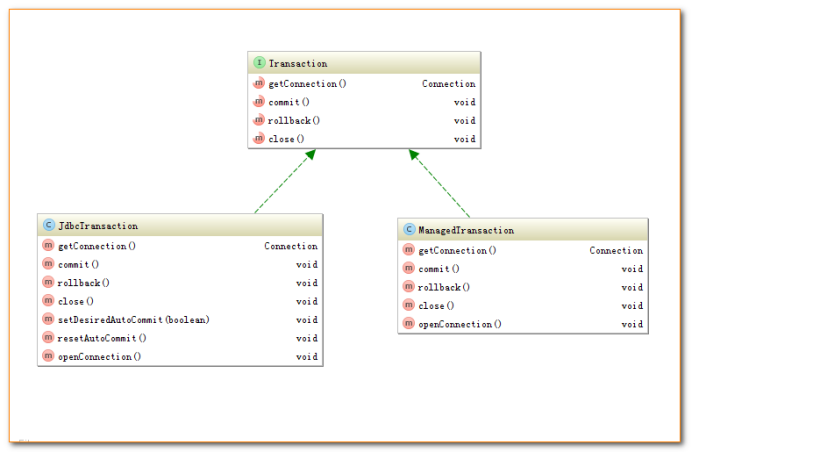 I Transaction
m getConnection() Connection
m commit() void
m rollback() void
m close() void
C JdbcTransaction
m getConnection() Connection
m commit() void
m rollback() void
m close() void
m setDesiredAutoCommit(boolean) void
m resetAutoCommit() void
m openConnection() void
C ManagedTransaction
m getConnection() Connection
m commit() void
m rollback() void
m close() void
m openConnection() void